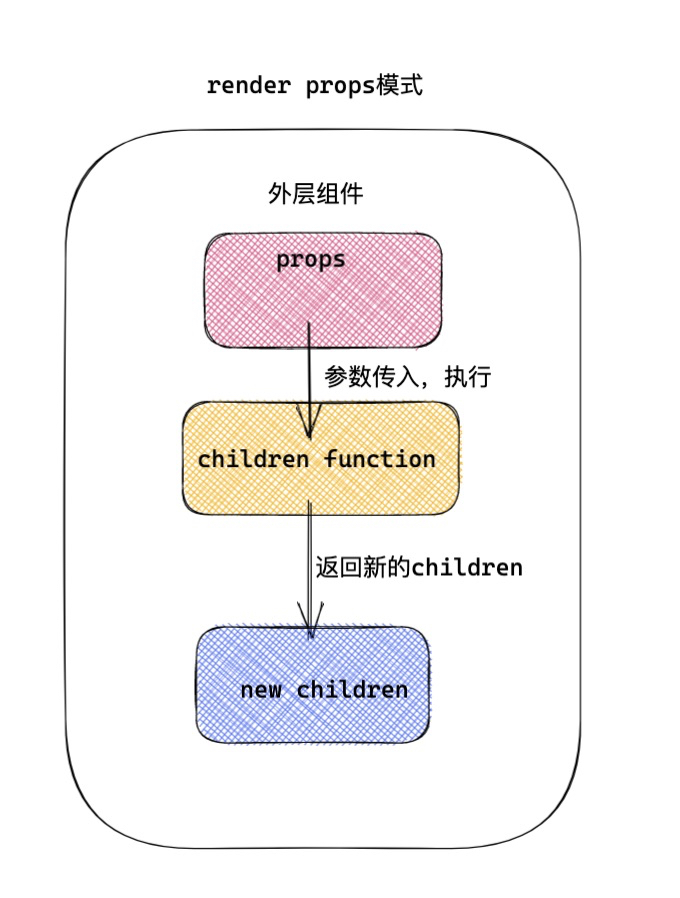 render props模式
外层组件
props
参数传入，执行
children function
返回新的children
new children